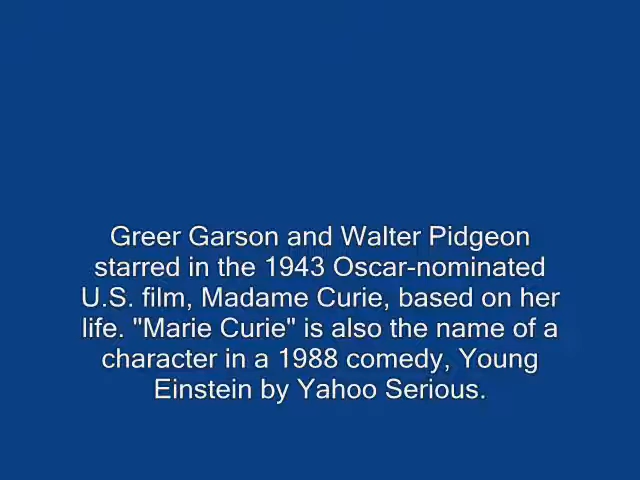 Greer Garson and Walter Pidgeon
starred in the 1943 Oscar-nominated
U.S. film, Madame Curie, based on her
life. "Marie Curie" is also the name of a
character in a 1988 comedy, Young
Einstein by Yahoo Serious.